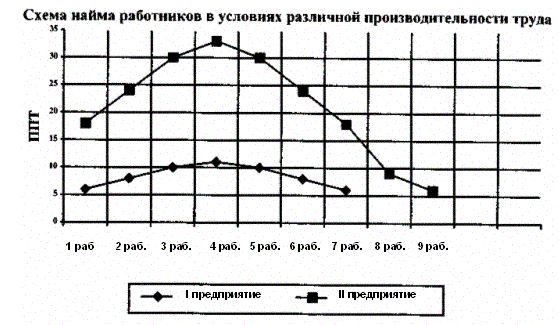 Схема найма работников в условиях различной производительности труда
ППТ
35
30
25
20
15
10
5
0
1 раб 2 раб. 3 раб. 4 раб. 5 раб. 6 раб. 7 раб. 8 раб. 9 раб.
I предприятие II предприятие